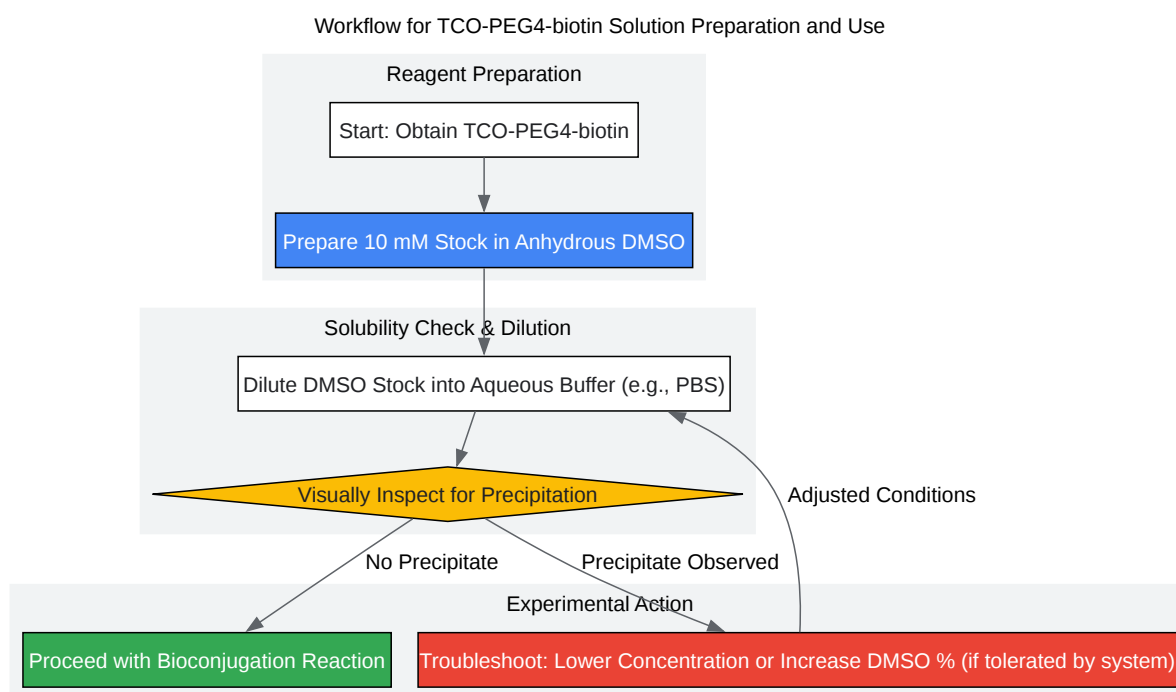 Workflow for TCO-PEG4-biotin Solution Preparation and Use
Reagent Preparation
Start: Obtain TCO-PEG4-biotin
Prepare 10 mM Stock in Anhydrous DMSO
Solubility Check & Dilution
Dilute DMSO Stock into Aqueous Buffer (e.g., PBS)
Visually Inspect for Precipitation
Adjusted Conditions
No Precipitate
Precipitate Observed
Experimental Action
Proceed with Bioconjugation Reaction
Troubleshoot: Lower Concentration or Increase DMSO % (if tolerated by system)